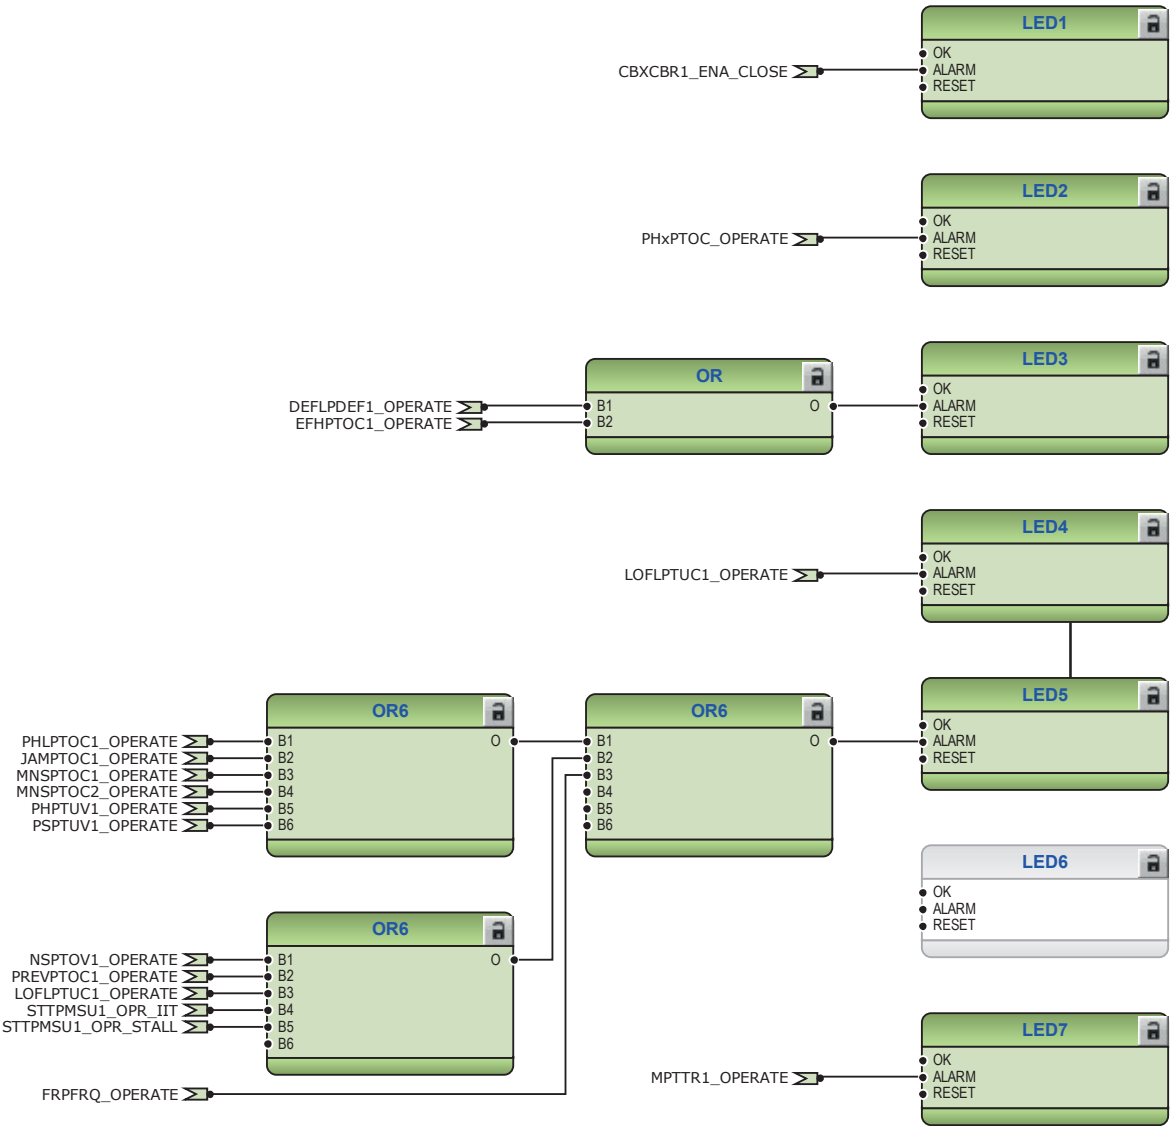 LED1
OK
CBXCBR1_ENA_CLOSE ALARM
RESET
LED2
OK
PHxPTOC_OPERATE ALARM
RESET
LED3
OR
OK
DEFLPDEF1_OPERATE B1 O ALARM
EFHPTOC1_OPERATE B2 RESET
LED4
OK
LOFLPTUC1_OPERATE ALARM
RESET
LED5
OR6 OR6
OK
PHLPTOC1_OPERATE B1 O B1 O ALARM
JAMPTOC1_OPERATE B2 B2 RESET
MNSPTOC1_OPERATE B3 B3
MNSPTOC2_OPERATE B4 B4
PHPTUV1_OPERATE B5 B5
PSPTUV1_OPERATE B6 B6
LED6
OK
ALARM
RESET
OR6
NSPTOV1_OPERATE B1 O
PREVPTOC1_OPERATE B2
LOFLPTUC1_OPERATE B3
STTPMSU1_OPR_IIT B4
STTPMSU1_OPR_STALL B5
B6
LED7
OK
MPTTR1_OPERATE ALARM
FRPFRQ_OPERATE RESET